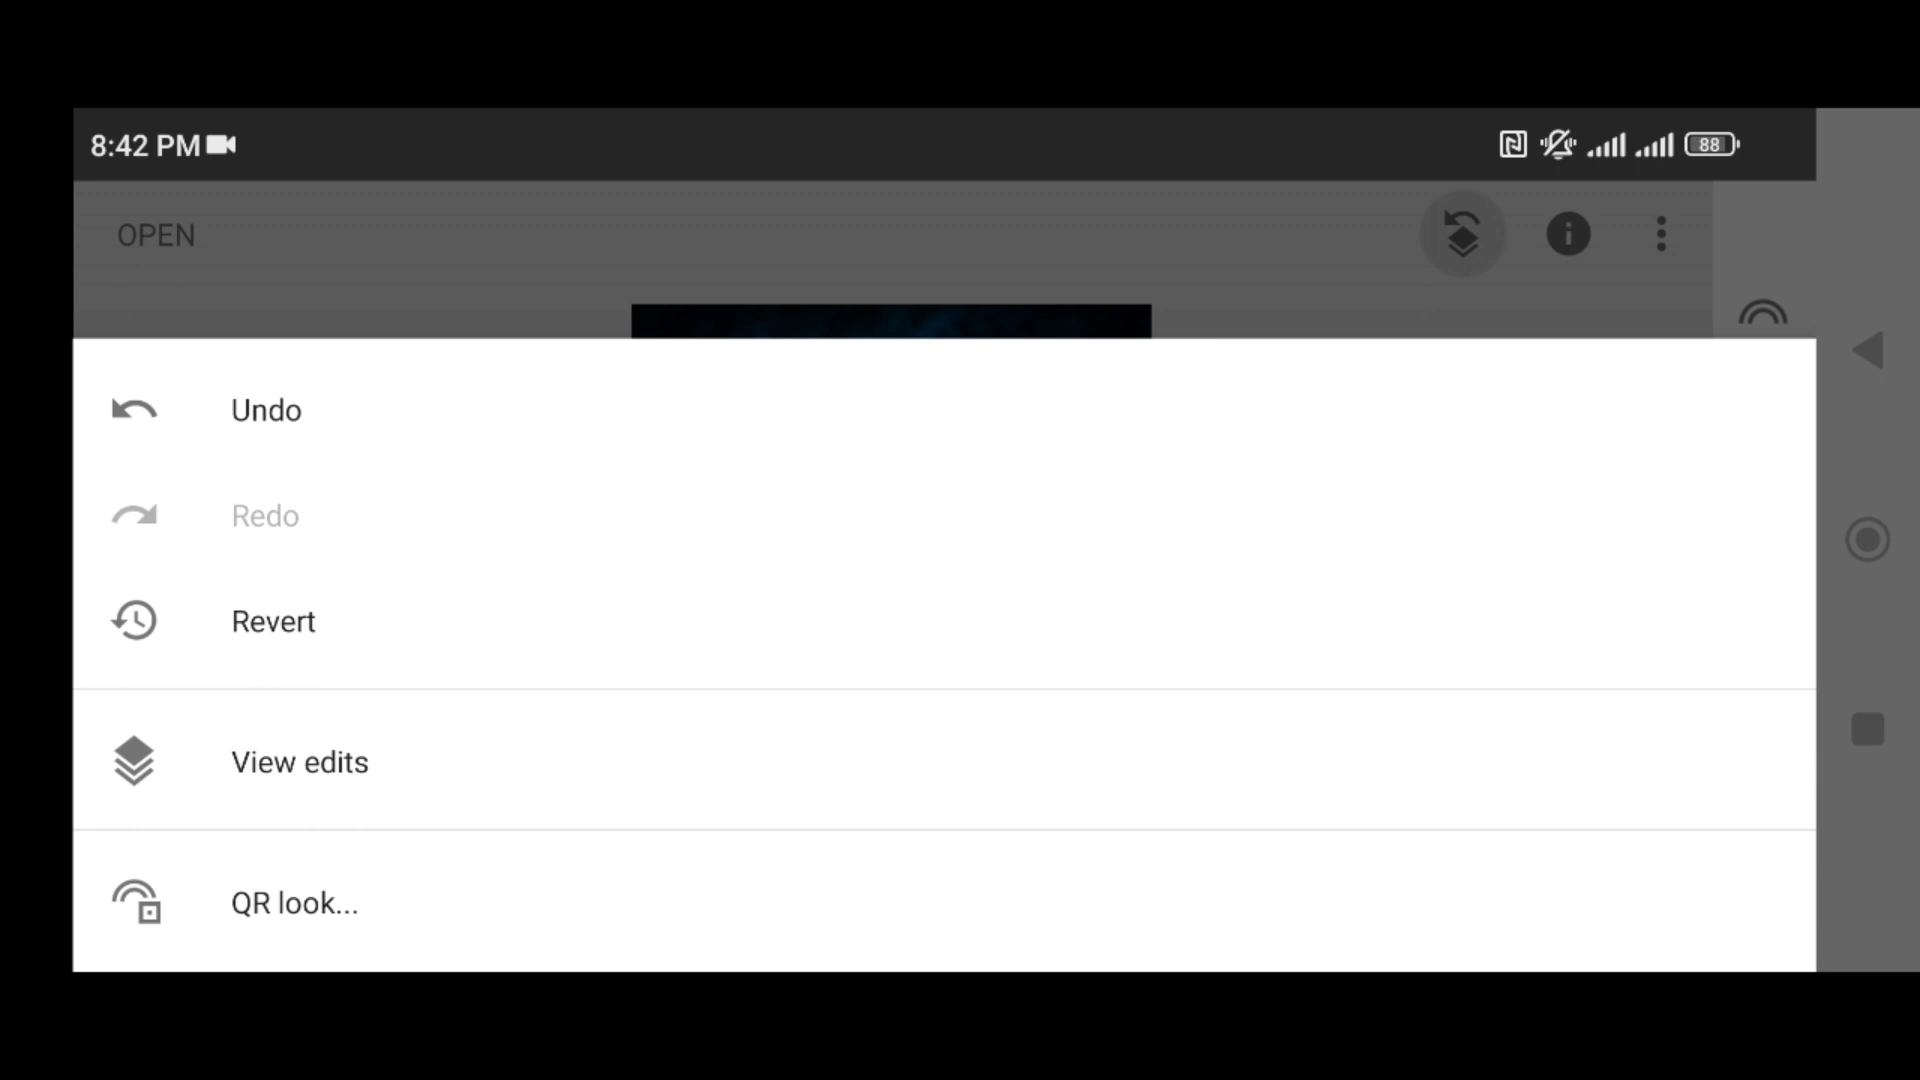 8:42 PM
88
OPEN
Undo
Redo
Revert
View edits
QR look...